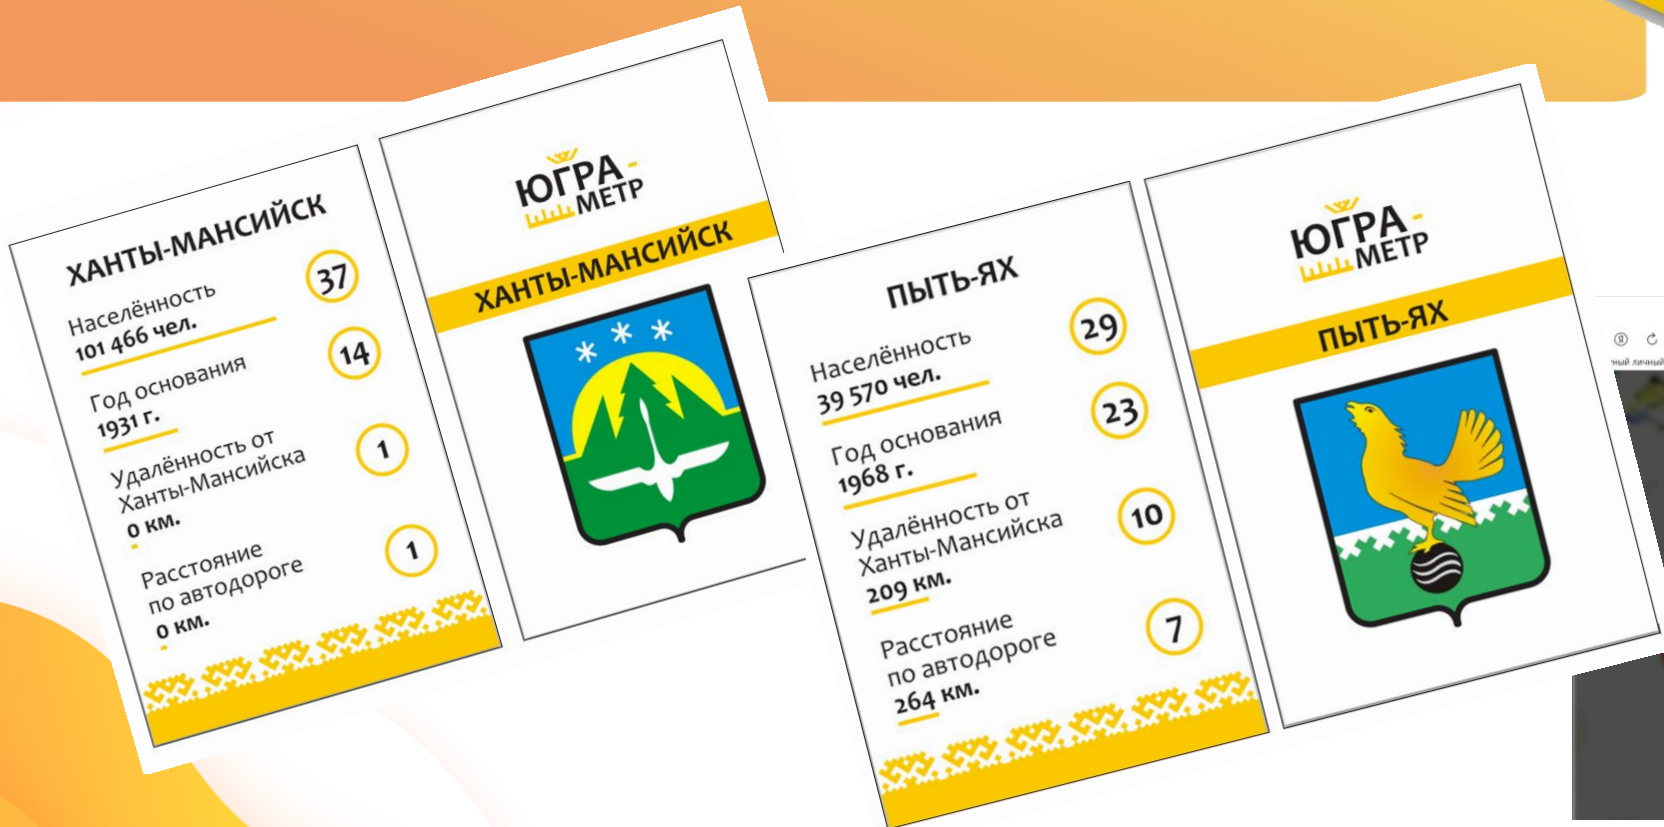 ХАНТЫ-МАНСИЙСК
Населённость
101 466 чел.
37
Год основания
1931 г.
14
Удалённость от
Ханты-Мансийска
0 км.
1
Расстояние
по автодороге
0 км.
1
ЮГРА-
МЕТР
ХАНТЫ-МАНСИЙСК
ПЫТЬ-ЯХ
Населённость
39 570 чел.
29
Год основания
1968 г.
23
Удалённость от
Ханты-Мансийска
209 км.
10
Расстояние
по автодороге
264 км.
7
ЮГРА-
МЕТР
ПЫТЬ-ЯХ
Я
личный